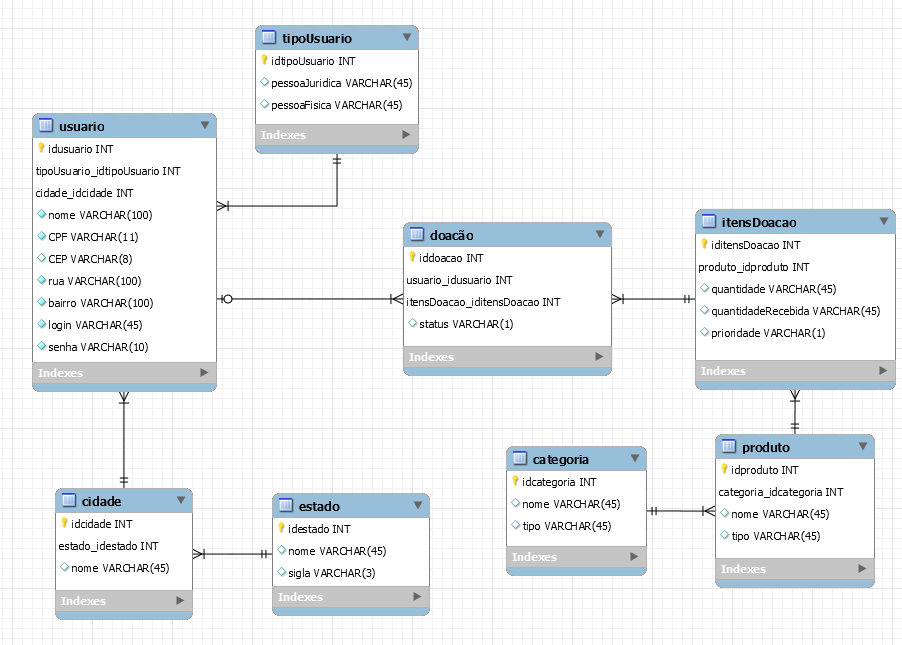 tipoUsuario
idtipoUsuario INT
pessoaJuridica VARCHAR(45)
pessoaFisica VARCHAR(45)
Indexes
usuario
idusuario INT
tipoUsuario_idtipoUsuario INT
cidade_idcidade INT
nome VARCHAR(100)
CPF VARCHAR(11)
CEP VARCHAR(8)
rua VARCHAR(100)
bairro VARCHAR(100)
login VARCHAR(45)
senha VARCHAR(10)
Indexes
doacão
iddoacao INT
usuario_idusuario INT
itensDoacao_iditensDoacao INT
status VARCHAR(1)
Indexes
itensDoacao
iditensDoacao INT
produto_idproduto INT
quantidade VARCHAR(45)
quantidadeRecebida VARCHAR(45)
prioridade VARCHAR(1)
Indexes
cidade
idcidade INT
estado_idestado INT
nome VARCHAR(45)
Indexes
estado
idestado INT
nome VARCHAR(45)
sigla VARCHAR(3)
Indexes
categoria
idcategoria INT
nome VARCHAR(45)
tipo VARCHAR(45)
Indexes
produto
idproduto INT
categoria_idcategoria INT
nome VARCHAR(45)
tipo VARCHAR(45)
Indexes